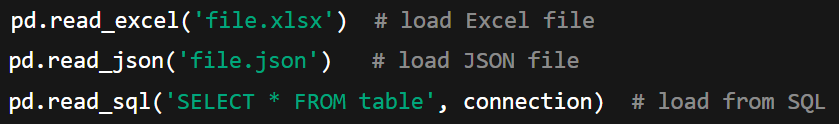 pd.read_excel('file.xlsx')  # load Excel file
pd.read_json('file.json')   # load JSON file
pd.read_sql('SELECT * FROM table', connection)  # load from SQL